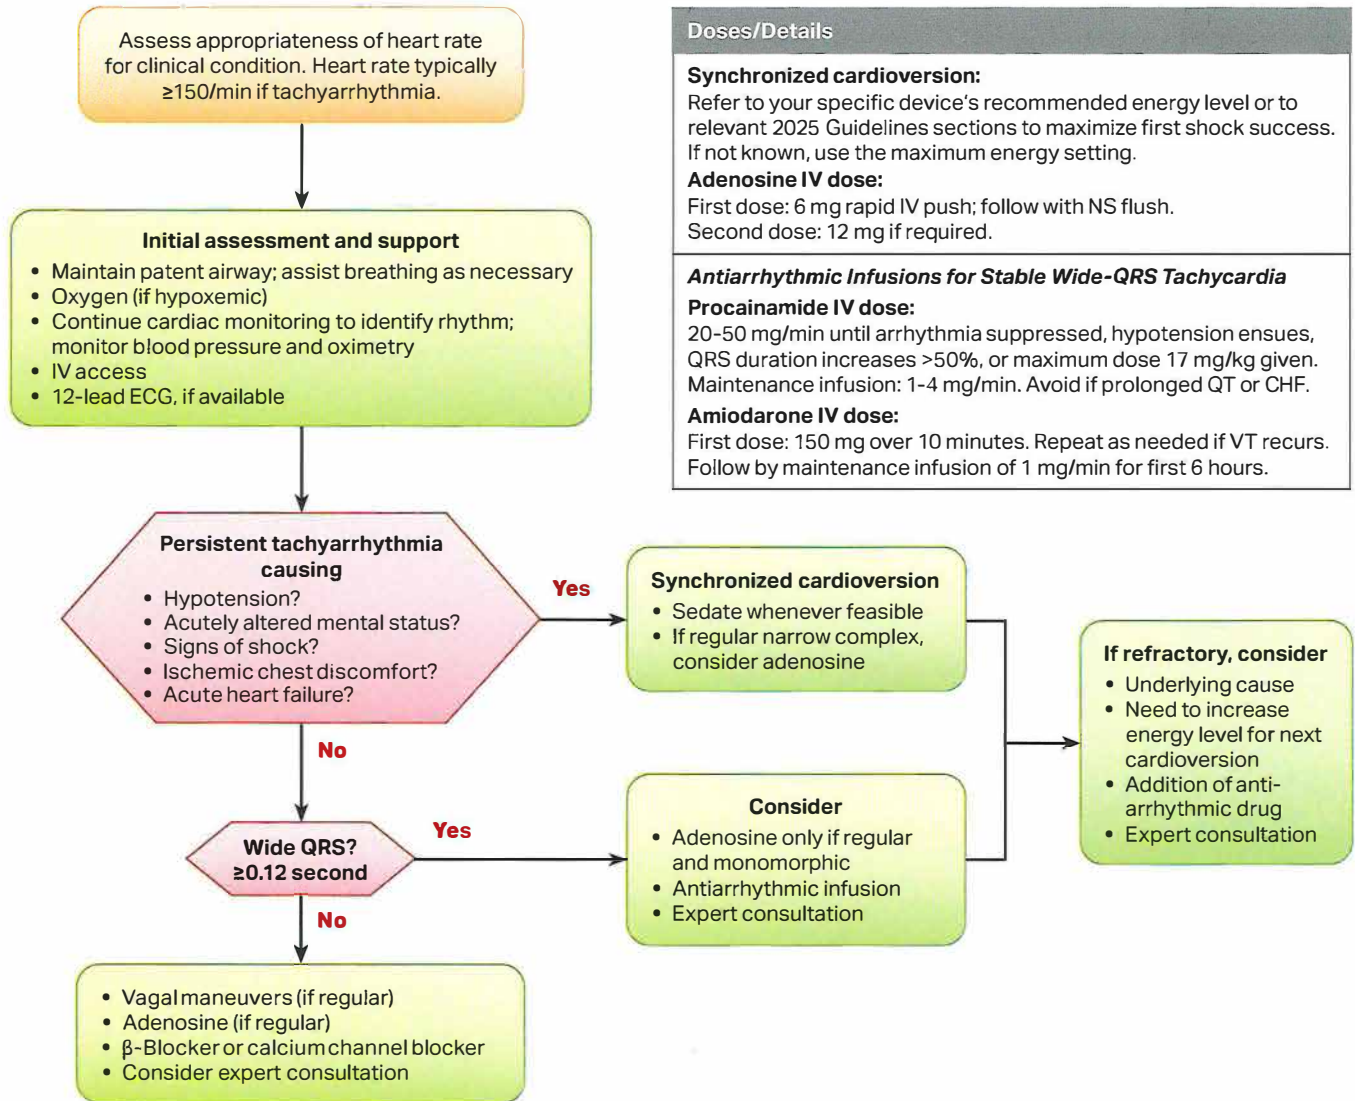 Assess appropriateness of heart rate
for clinical condition. Heart rate typically
≥150/min if tachyarrhythmia.
Initial assessment and support
• Maintain patent airway; assist breathing as necessary
• Oxygen (if hypoxemic)
• Continue cardiac monitoring to identify rhythm;
monitor blood pressure and oximetry
• IV access
• 12-lead ECG, if available
Persistent tachyarrhythmia
causing
• Hypotension?
• Acutely altered mental status?
• Signs of shock?
• Ischemic chest discomfort?
• Acute heart failure?
Yes
Synchronized cardioversion
• Sedate whenever feasible
• If regular narrow complex,
consider adenosine
If refractory, consider
• Underlying cause
• Need to increase
energy level for next
cardioversion
• Addition of anti-
arrhythmic drug
• Expert consultation
No
Wide QRS?
≥0.12 second
Yes
Consider
• Adenosine only if regular
and monomorphic
• Antiarrhythmic infusion
• Expert consultation
No
• Vagal maneuvers (if regular)
• Adenosine (if regular)
• β-Blocker or calcium channel blocker
• Consider expert consultation
Doses/Details
Synchronized cardioversion:
Refer to your specific device's recommended energy level or to
relevant 2025 Guidelines sections to maximize first shock success.
If not known, use the maximum energy setting.
Adenosine IV dose:
First dose: 6 mg rapid IV push; follow with NS flush.
Second dose: 12 mg if required.
Antiarrhythmic Infusions for Stable Wide-QRS Tachycardia
Procainamide IV dose:
20-50 mg/min until arrhythmia suppressed, hypotension ensues,
QRS duration increases >50%, or maximum dose 17 mg/kg given.
Maintenance infusion: 1-4 mg/min. Avoid if prolonged QT or CHF.
Amiodarone IV dose:
First dose: 150 mg over 10 minutes. Repeat as needed if VT recurs.
Follow by maintenance infusion of 1 mg/min for first 6 hours.